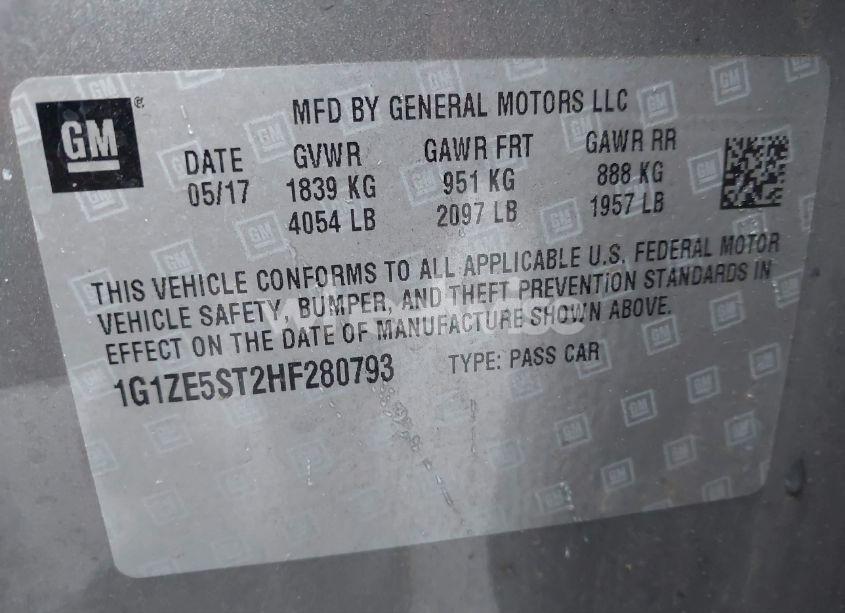 GM®
MFD BY GENERAL MOTORS LLC
DATE GVWR GAWR FRT GAWR RR
05/17 1839 KG 951 KG 888 KG
4054 LB 2097 LB 1957 LB
THIS VEHICLE CONFORMS TO ALL APPLICABLE U.S. FEDERAL MOTOR
VEHICLE SAFETY, BUMPER, AND THEFT PREVENTION STANDARDS IN
EFFECT ON THE DATE OF MANUFACTURE SHOWN ABOVE.
1G1ZE5ST2HF280793 TYPE: PASS CAR